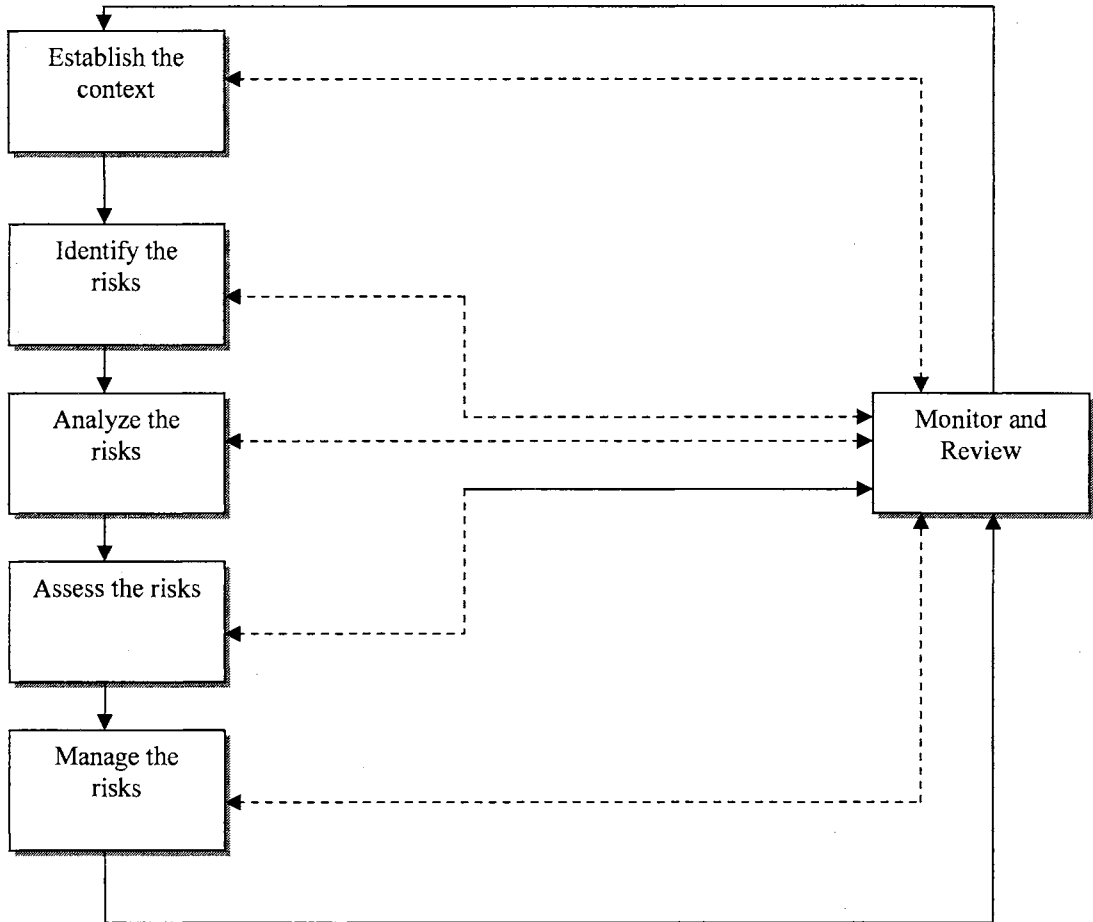 Establish the
context
Identify the
risks
Analyze the
risks
Monitor and
Review
Assess the risks
Manage the
risks